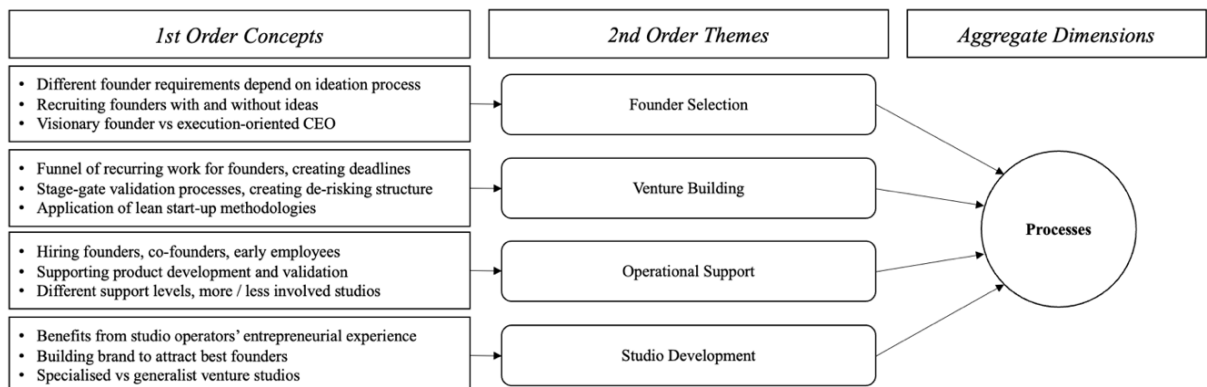 1st Order Concepts
2nd Order Themes
Aggregate Dimensions
• Different founder requirements depend on ideation process
• Recruiting founders with and without ideas
• Visionary founder vs execution-oriented CEO
Founder Selection
• Funnel of recurring work for founders, creating deadlines
• Stage-gate validation processes, creating de-risking structure
• Application of lean start-up methodologies
Venture Building
• Hiring founders, co-founders, early employees
• Supporting product development and validation
• Different support levels, more / less involved studios
Operational Support
• Benefits from studio operators' entrepreneurial experience
• Building brand to attract best founders
• Specialised vs generalist venture studios
Studio Development
Processes